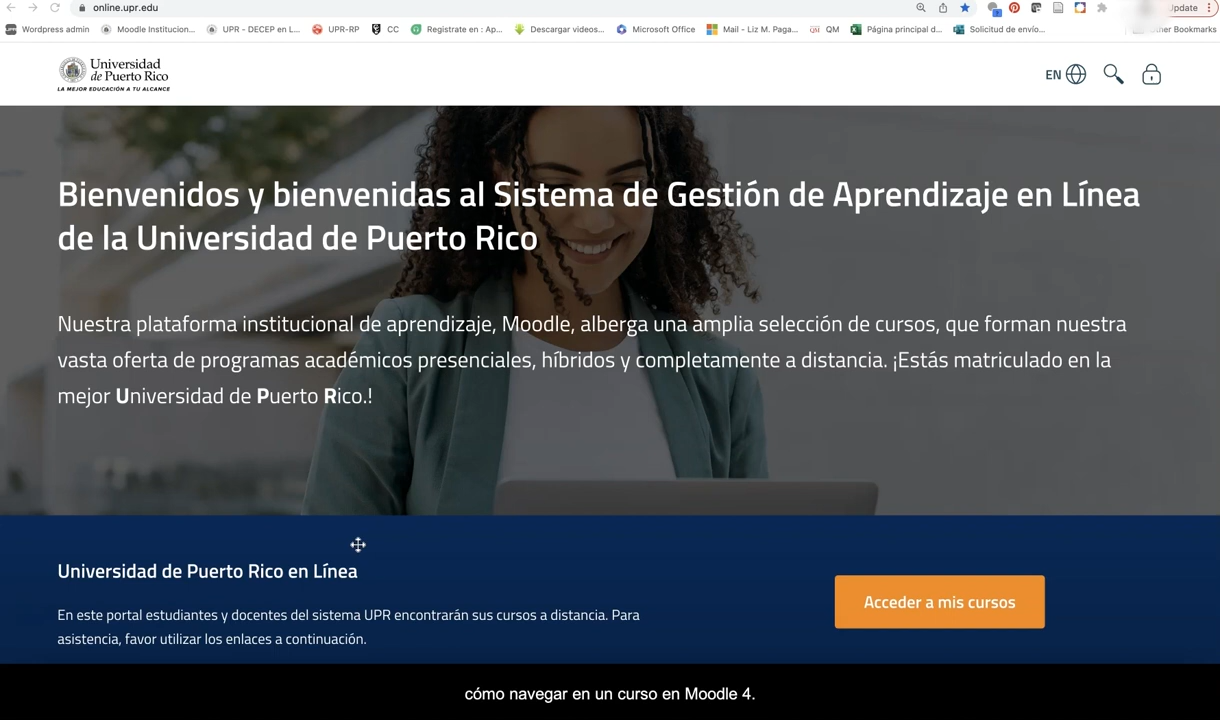 online.upr.edu
Update
Wordpress admin
Moodle Institucion...
UPR - DECEP en L...
UPR-RP
CC
Registrate en : Ap...
Descargar videos...
Microsoft Office
Mail - Liz M. Paga...
QM
QM
Página principal d...
Solicitud de envío...
Other Bookmarks
Universidad
de Puerto Rico
LA MEJOR EDUCACIÓN A TU ALCANCE
EN
Bienvenidos y bienvenidas al Sistema de Gestión de Aprendizaje en Línea
de la Universidad de Puerto Rico
Nuestra plataforma institucional de aprendizaje, Moodle, alberga una amplia selección de cursos, que forman nuestra
vasta oferta de programas académicos presenciales, híbridos y completamente a distancia. ¡Estás matriculado en la
mejor Universidad de Puerto Rico.!
Universidad de Puerto Rico en Línea
En este portal estudiantes y docentes del sistema UPR encontrarán sus cursos a distancia. Para
asistencia, favor utilizar los enlaces a continuación.
Acceder a mis cursos
cómo navegar en un curso en Moodle 4.